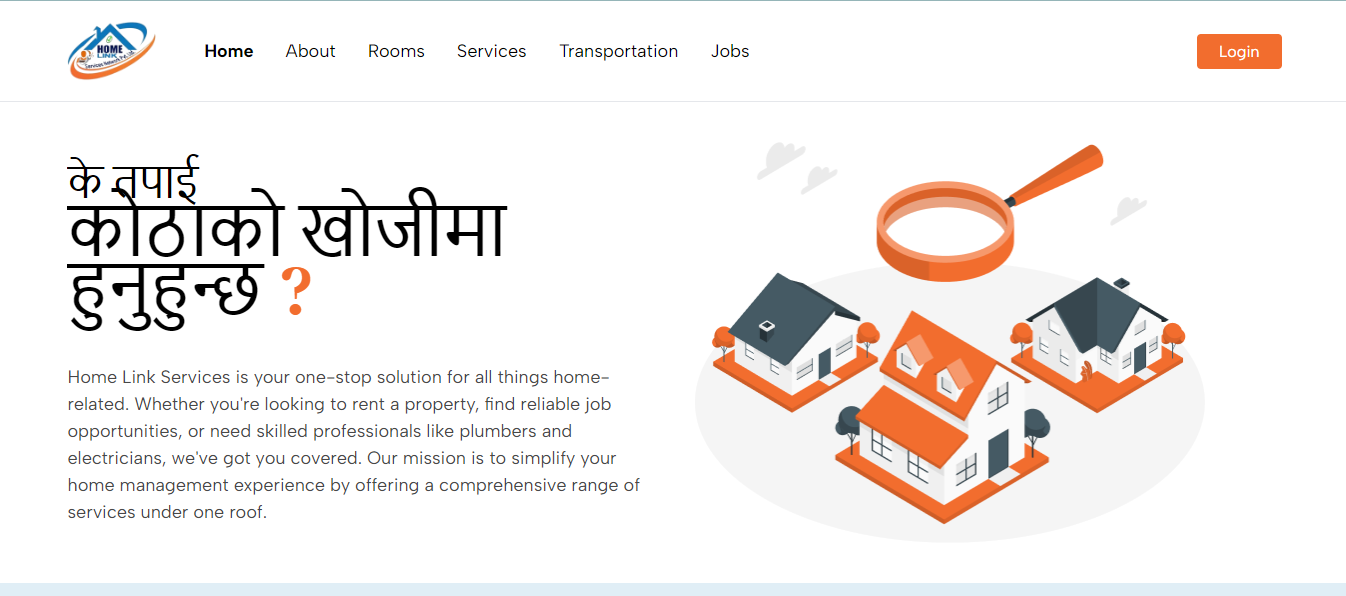 HOME
LINK
Services Network Pvt. Ltd.
Home About Rooms Services Transportation Jobs Login
के तपाई
कोठाको खोजीमा
हुनुहुन्छ ?
Home Link Services is your one-stop solution for all things home-
related. Whether you're looking to rent a property, find reliable job
opportunities, or need skilled professionals like plumbers and
electricians, we've got you covered. Our mission is to simplify your
home management experience by offering a comprehensive range of
services under one roof.